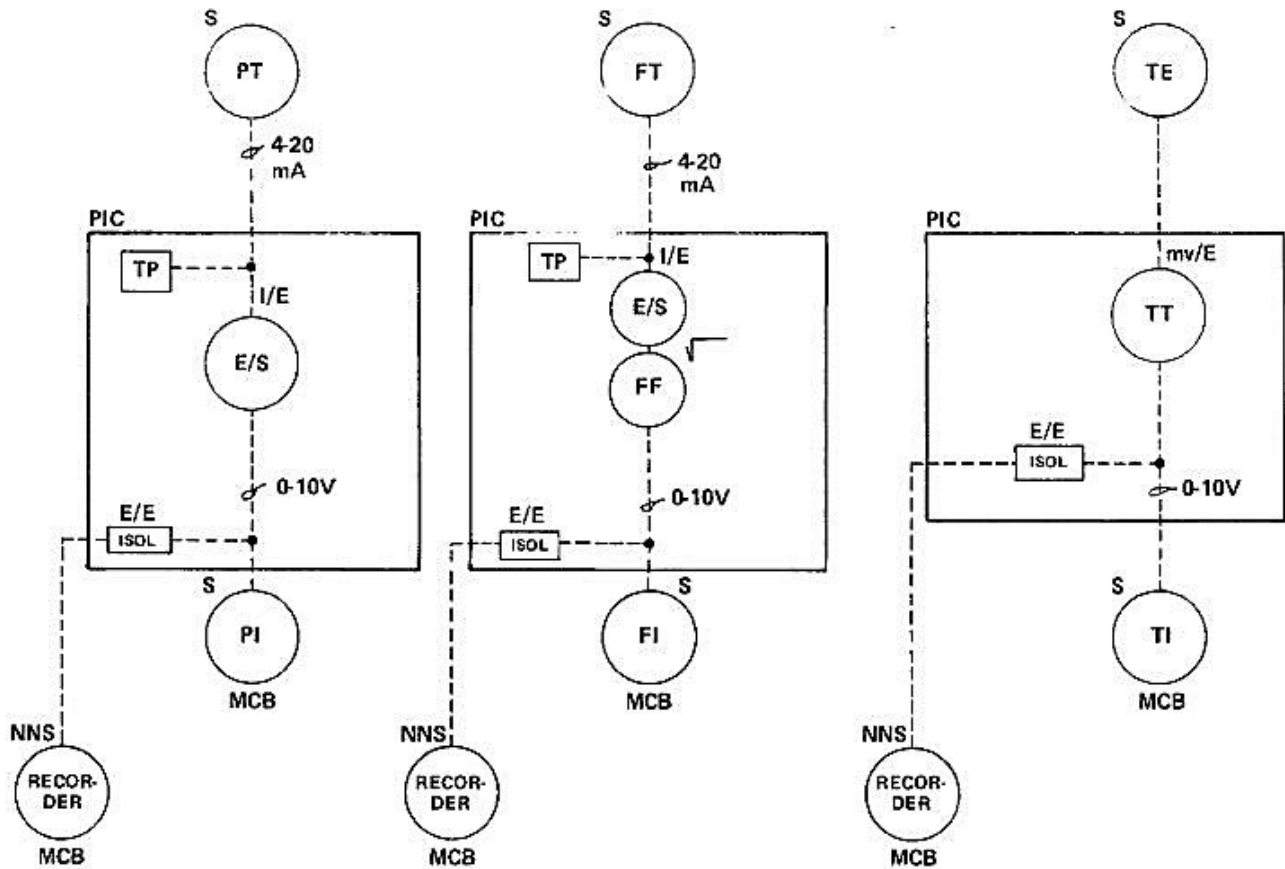 S
PT
4-20
mA
PIC
TP
I/E
E/S
0-10V
E/E
ISOL
S
PI
MCB
NNS
RECOR-
DER
MCB
S
FT
4-20
mA
PIC
TP
I/E
E/S
√
FF
0-10V
E/E
ISOL
S
FI
MCB
NNS
RECOR-
DER
MCB
S
TE
PIC
mv/E
TT
E/E
ISOL
0-10V
S
TI
MCB
NNS
RECOR-
DER
MCB